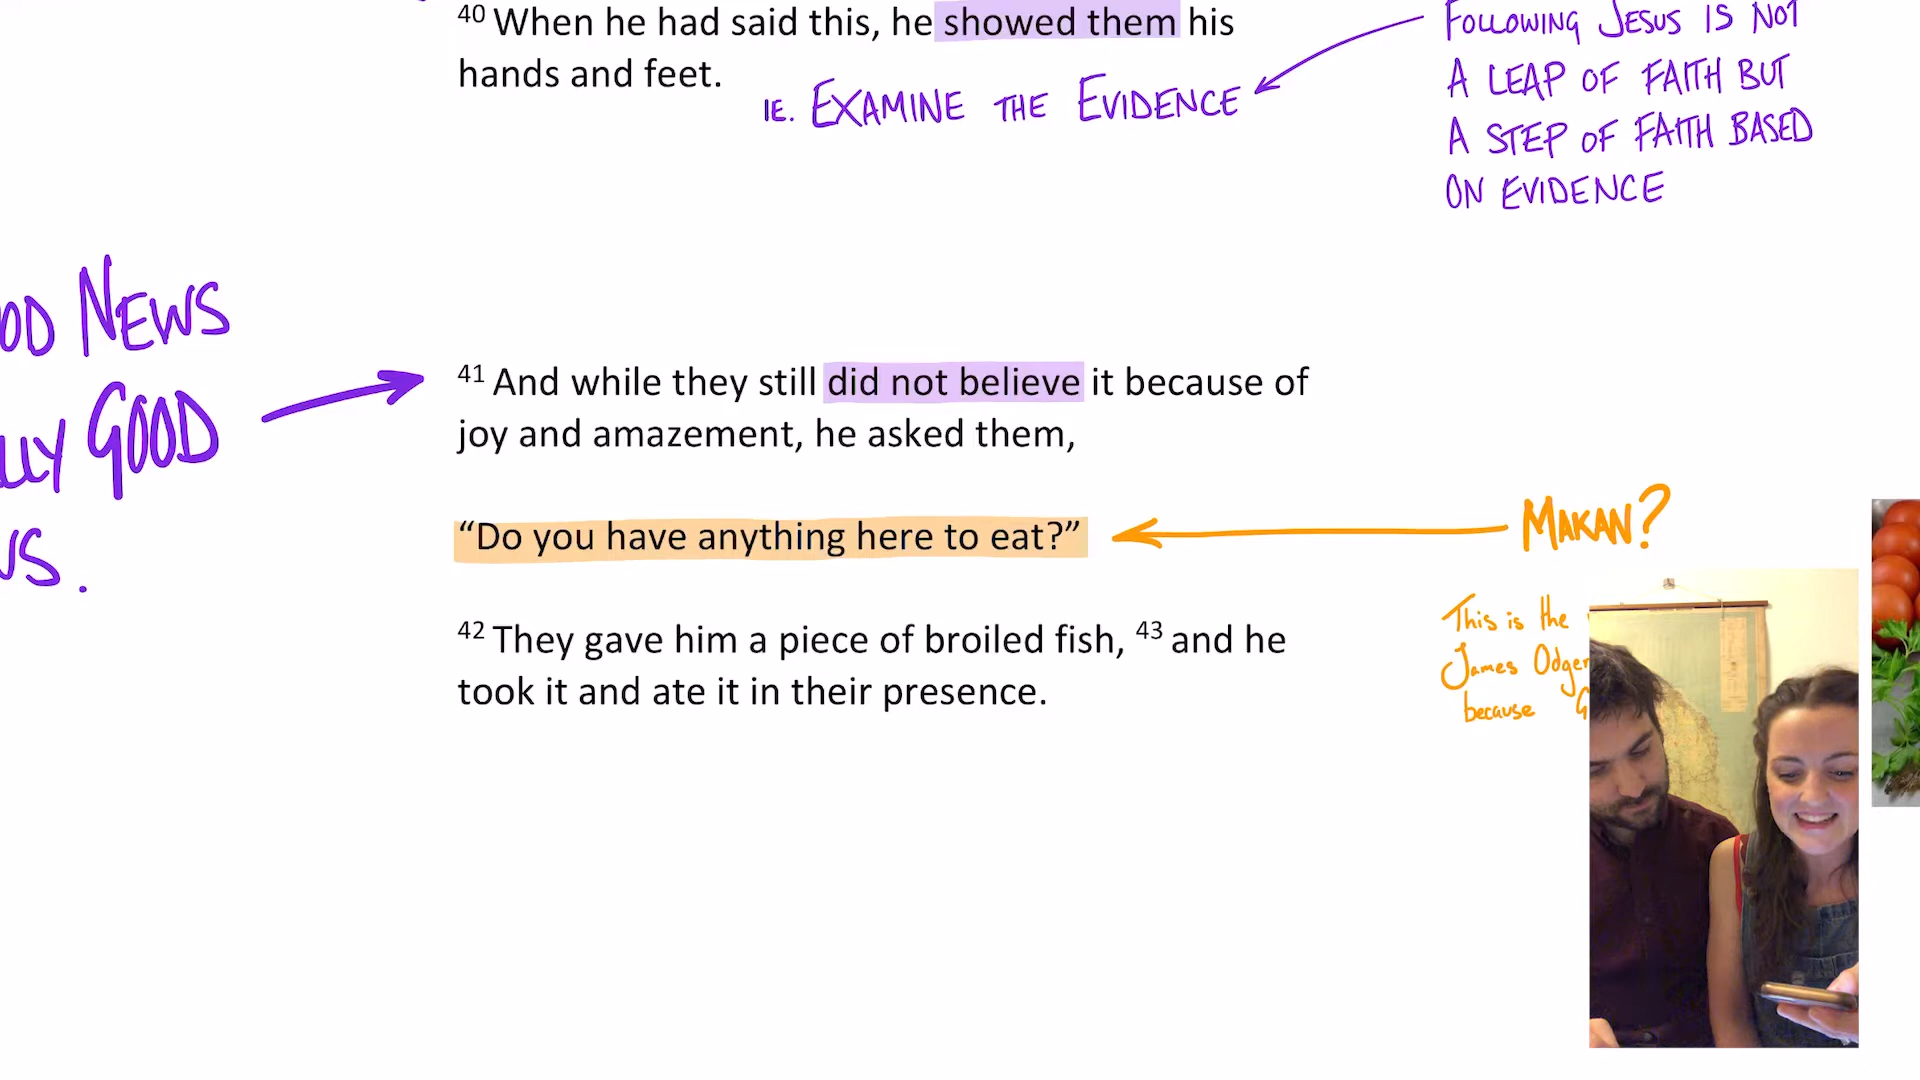 40 When he had said this, he showed them his
hands and feet.
IE. EXAMINE THE EVIDENCE
FOLLOWING JESUS IS NOT
A LEAP OF FAITH BUT
A STEP OF FAITH BASED
ON EVIDENCE
NEWS
GOOD
41 And while they still did not believe it because of
joy and amazement, he asked them,
“Do you have anything here to eat?”
MAKAN?
42 They gave him a piece of broiled fish, 43 and he
took it and ate it in their presence.
This is the
James
because